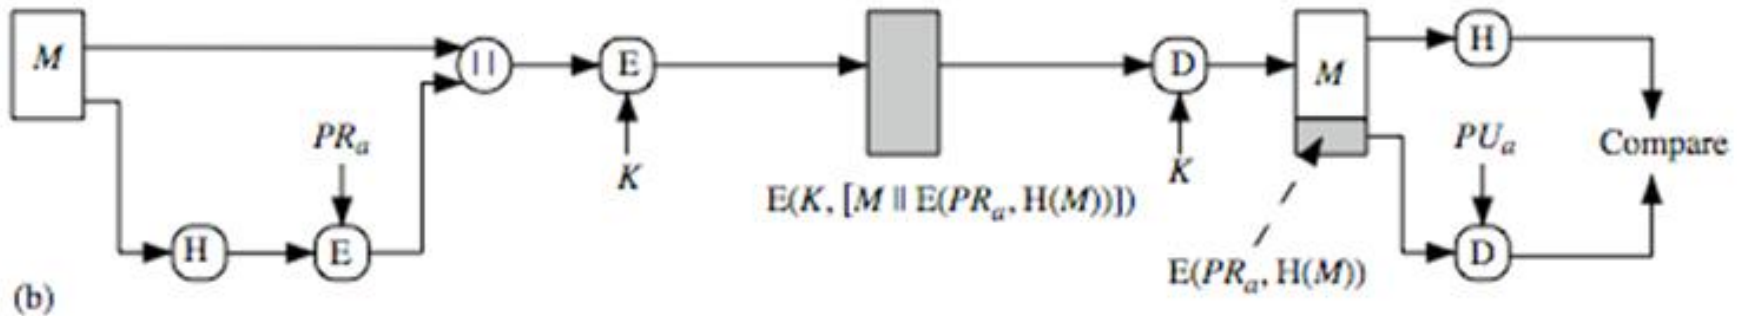 M
PRa
H
E
||
E
K
E(K, [M || E(PRa, H(M))])
D
K
M
E(PRa, H(M))
H
PUa
D
Compare
(b)